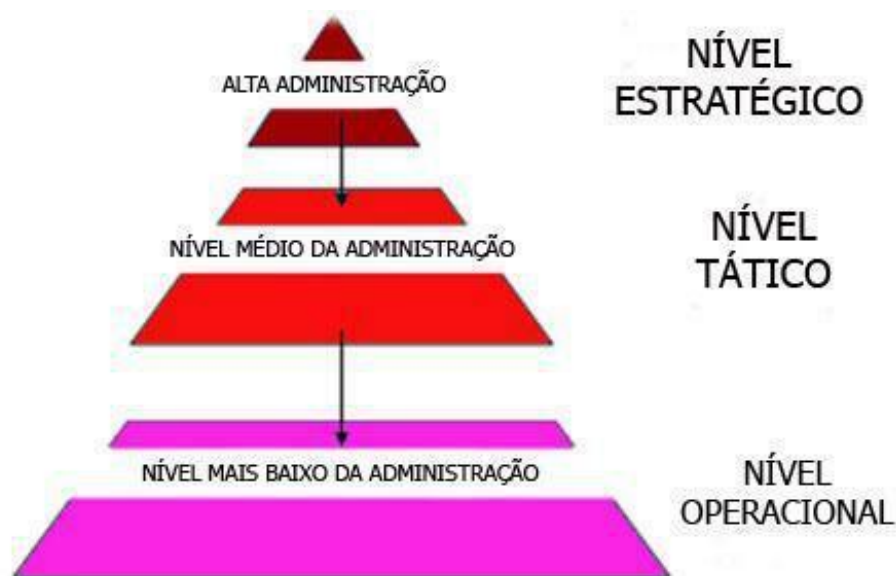 ALTA ADMINISTRAÇÃO
NÍVEL
ESTRATÉGICO
NÍVEL MÉDIO DA ADMINISTRAÇÃO
NÍVEL
TÁTICO
NÍVEL MAIS BAIXO DA ADMINISTRAÇÃO
NÍVEL
OPERACIONAL